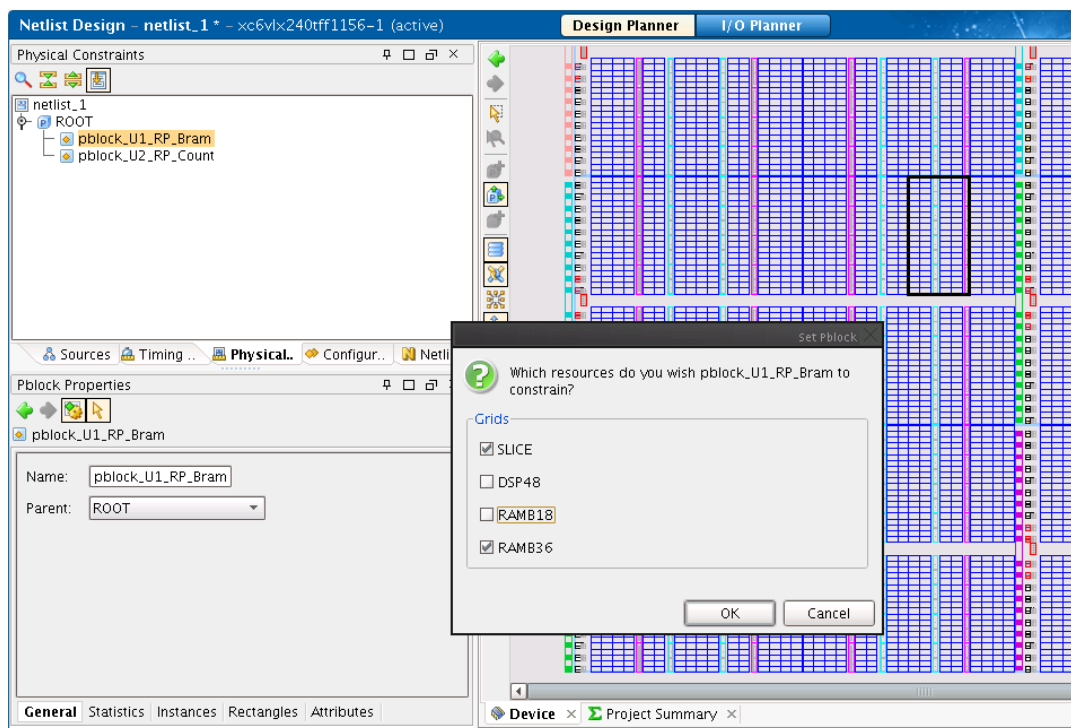 Netlist Design - netlist_1 * - xc6vlx240tff1156-1 (active)
Design Planner
I/O Planner
Physical Constraints
netlist_1
ROOT
pblock_U1_RP_Bram
pblock_U2_RP_Count
Sources
Timing ..
Physical..
Configur..
Netli
Pblock Properties
pblock_U1_RP_Bram
Name: pblock_U1_RP_Bram
Parent: ROOT
General Statistics Instances Rectangles Attributes
Set Pblock
Which resources do you wish pblock_U1_RP_Bram to
constrain?
Grids
SLICE
DSP48
RAMB18
RAMB36
OK
Cancel
Device
Project Summary